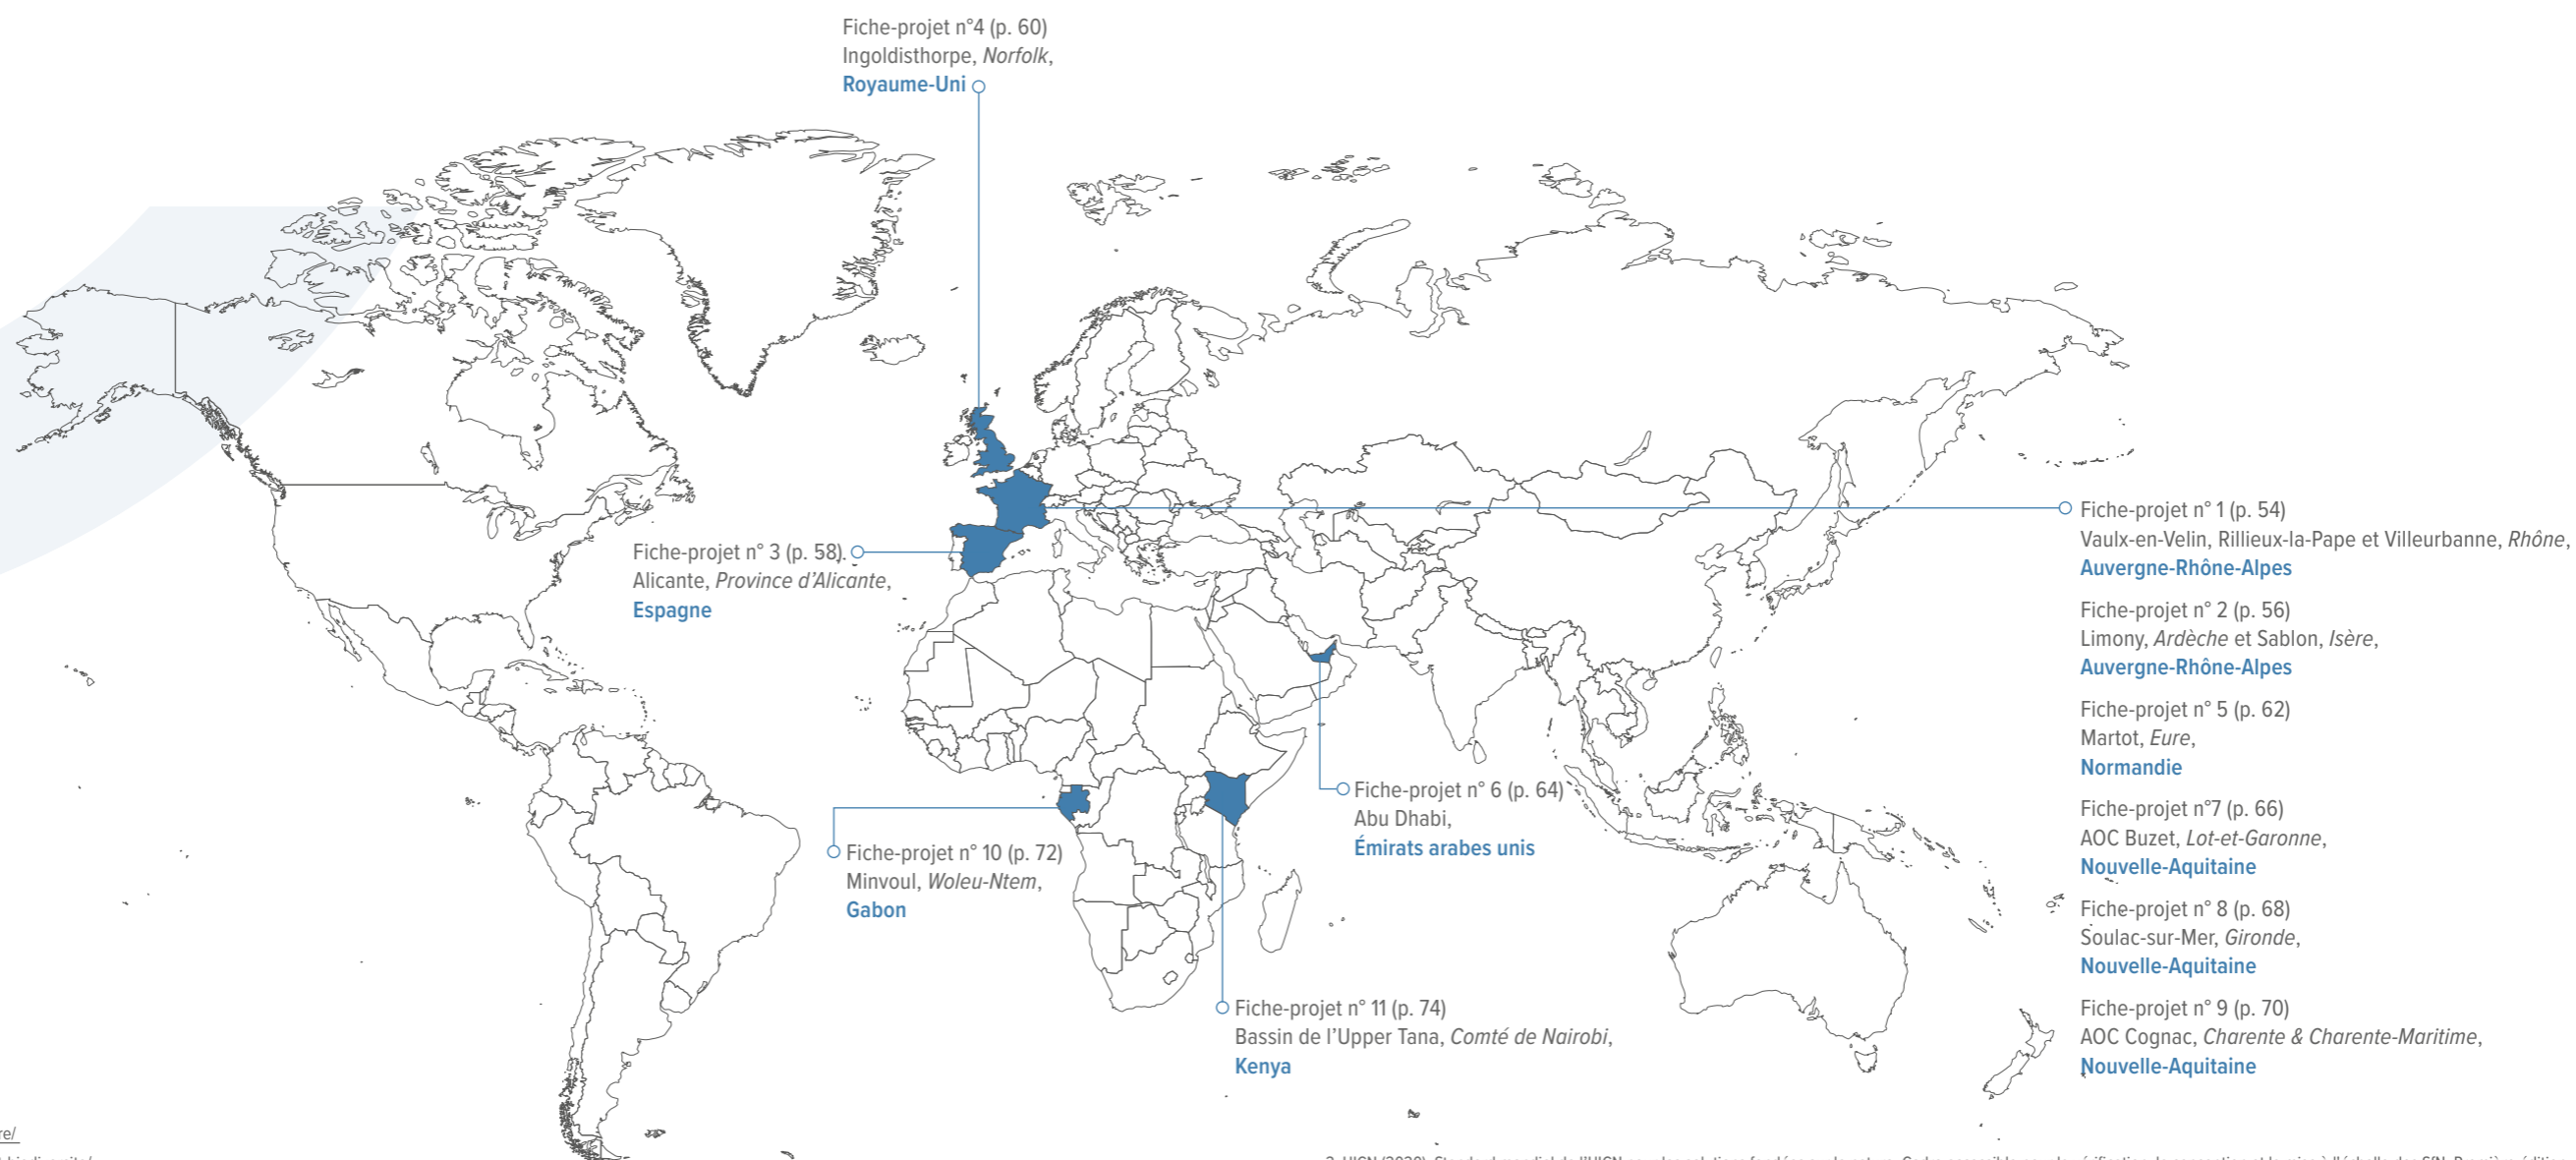 Fiche-projet n°4 (p. 60)
Ingoldisthorpe, Norfolk,
Royaume-Uni
Fiche-projet n° 3 (p. 58).
Alicante, Province d'Alicante,
Espagne
Fiche-projet n° 10 (p. 72)
Minvoul, Woleu-Ntem,
Gabon
Fiche-projet n° 6 (p. 64)
Abu Dhabi,
Émirats arabes unis
Fiche-projet n° 11 (p. 74)
Bassin de l'Upper Tana, Comté de Nairobi,
Kenya
Fiche-projet n° 1 (p. 54)
Vaulx-en-Velin, Rillieux-la-Pape et Villeurbanne, Rhône,
Auvergne-Rhône-Alpes
Fiche-projet n° 2 (p. 56)
Limony, Ardèche et Sablon, Isère,
Auvergne-Rhône-Alpes
Fiche-projet n° 5 (p. 62)
Martot, Eure,
Normandie
Fiche-projet n°7 (p. 66)
AOC Buzet, Lot-et-Garonne,
Nouvelle-Aquitaine
Fiche-projet n° 8 (p. 68)
Soulac-sur-Mer, Gironde,
Nouvelle-Aquitaine
Fiche-projet n° 9 (p. 70)
AOC Cognac, Charente & Charente-Maritime,
Nouvelle-Aquitaine
re/